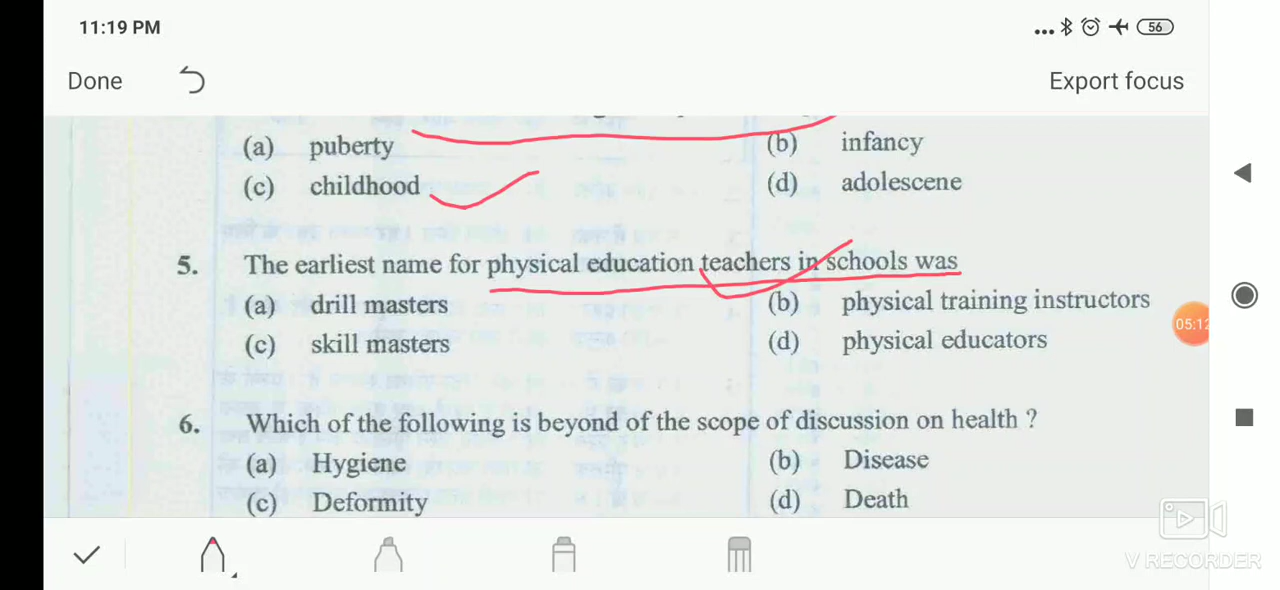 11:19 PM
56
Done
Export focus
(a) puberty (b) infancy
(c) childhood (d) adolescene
5. The earliest name for physical education teachers in schools was
(a) drill masters (b) physical training instructors
(c) skill masters (d) physical educators
05:12
6. Which of the following is beyond of the scope of discussion on health ?
(a) Hygiene (b) Disease
(c) Deformity (d) Death
V RECORDER